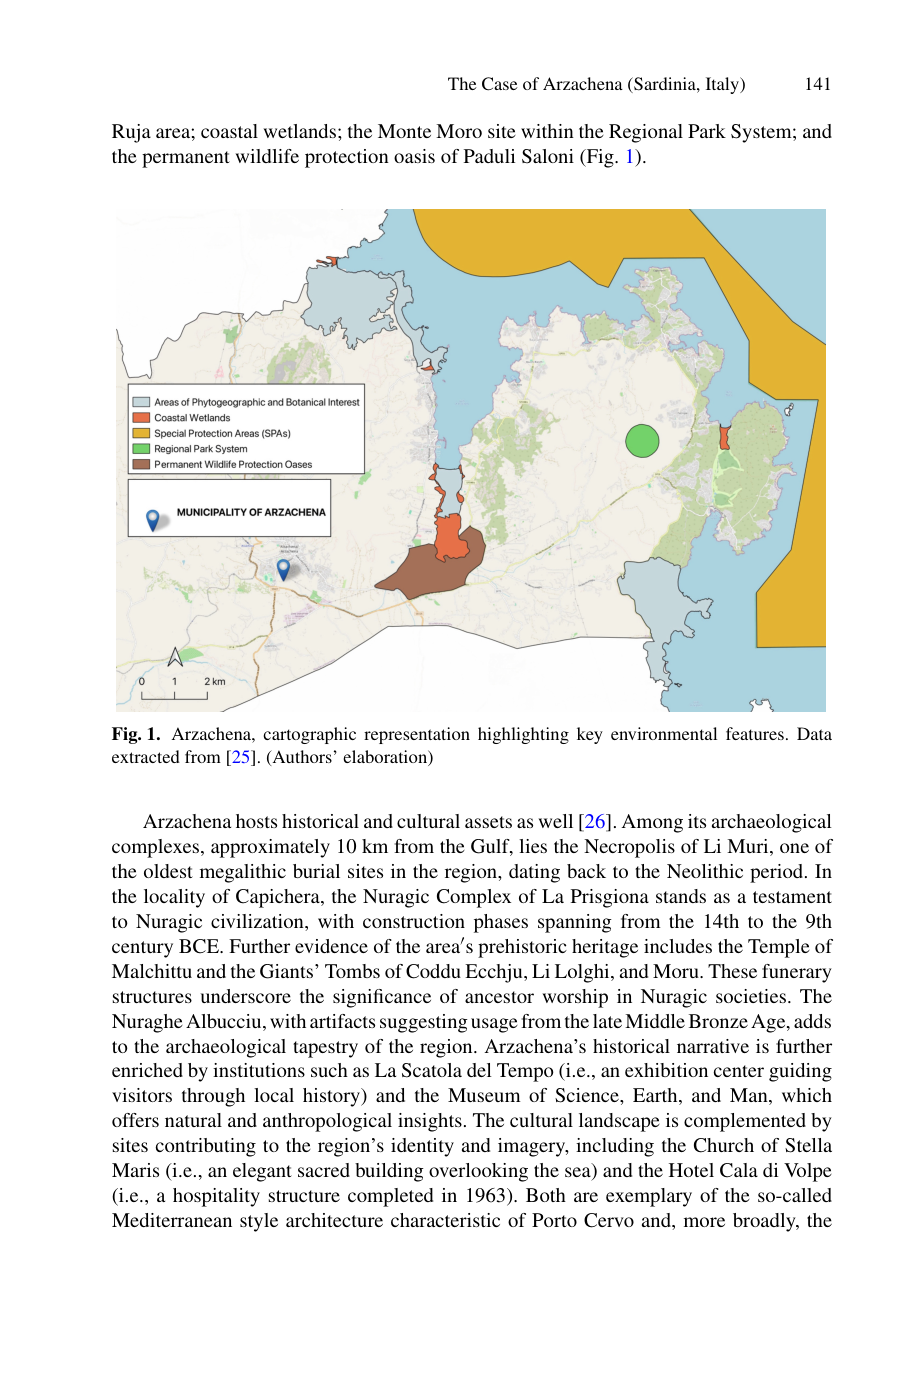 The Case of Arzachena (Sardinia, Italy) 141
Ruja area; coastal wetlands; the Monte Moro site within the Regional Park System; and
the permanent wildlife protection oasis of Paduli Saloni (Fig. 1).
Areas of Phytogeographic and Botanical Interest
Coastal Wetlands
Special Protection Areas (SPAs)
Regional Park System
Permanent Wildlife Protection Oases
MUNICIPALITY OF ARZACHENA
0 1 2 km
Fig. 1. Arzachena, cartographic representation highlighting key environmental features. Data
extracted from [25]. (Authors’ elaboration)
Arzachena hosts historical and cultural assets as well [26]. Among its archaeological
complexes, approximately 10 km from the Gulf, lies the Necropolis of Li Muri, one of
the oldest megalithic burial sites in the region, dating back to the Neolithic period. In
the locality of Capichera, the Nuragic Complex of La Prisgiona stands as a testament
to Nuragic civilization, with construction phases spanning from the 14th to the 9th
century BCE. Further evidence of the area′s prehistoric heritage includes the Temple of
Malchittu and the Giants’ Tombs of Coddu Ecchju, Li Lolghi, and Moru. These funerary
structures underscore the significance of ancestor worship in Nuragic societies. The
Nuraghe Albucciu, with artifacts suggesting usage from the late Middle Bronze Age, adds
to the archaeological tapestry of the region. Arzachena’s historical narrative is further
enriched by institutions such as La Scatola del Tempo (i.e., an exhibition center guiding
visitors through local history) and the Museum of Science, Earth, and Man, which
offers natural and anthropological insights. The cultural landscape is complemented by
sites contributing to the region’s identity and imagery, including the Church of Stella
Maris (i.e., an elegant sacred building overlooking the sea) and the Hotel Cala di Volpe
(i.e., a hospitality structure completed in 1963). Both are exemplary of the so-called
Mediterranean style architecture characteristic of Porto Cervo and, more broadly, the